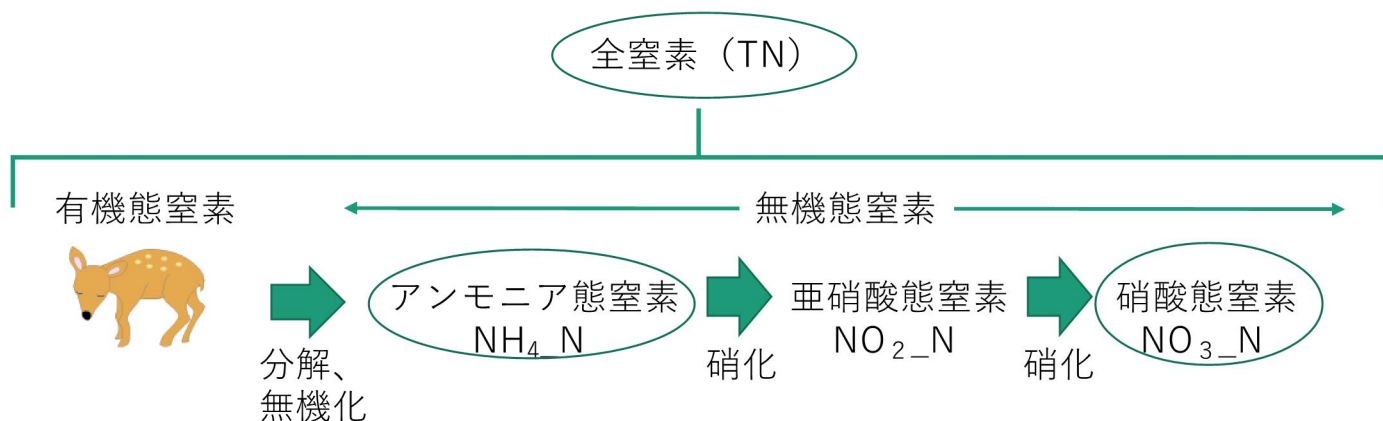 全窒素（TN）
有機態窒素
無機態窒素
アンモニア態窒素
NH₄_N
亜硝酸態窒素
NO₂_N
硝酸態窒素
NO₃_N
分解、
無機化
硝化
硝化